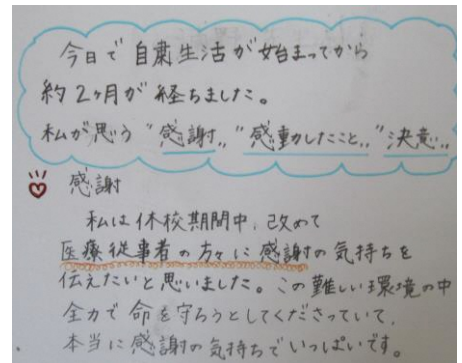 今日で自粛生活が始まってから
約2ヶ月が経ちました。
私が思う〝感謝〟〝感動したこと〟〝決意〟
感謝
私は休校期間中、改めて
医療従事者の方々に感謝の気持ちを
伝えたいと思いました。この難しい環境の中
全力で命を守ろうとしてくださっていて、
本当に感謝の気持ちでいっぱいです。